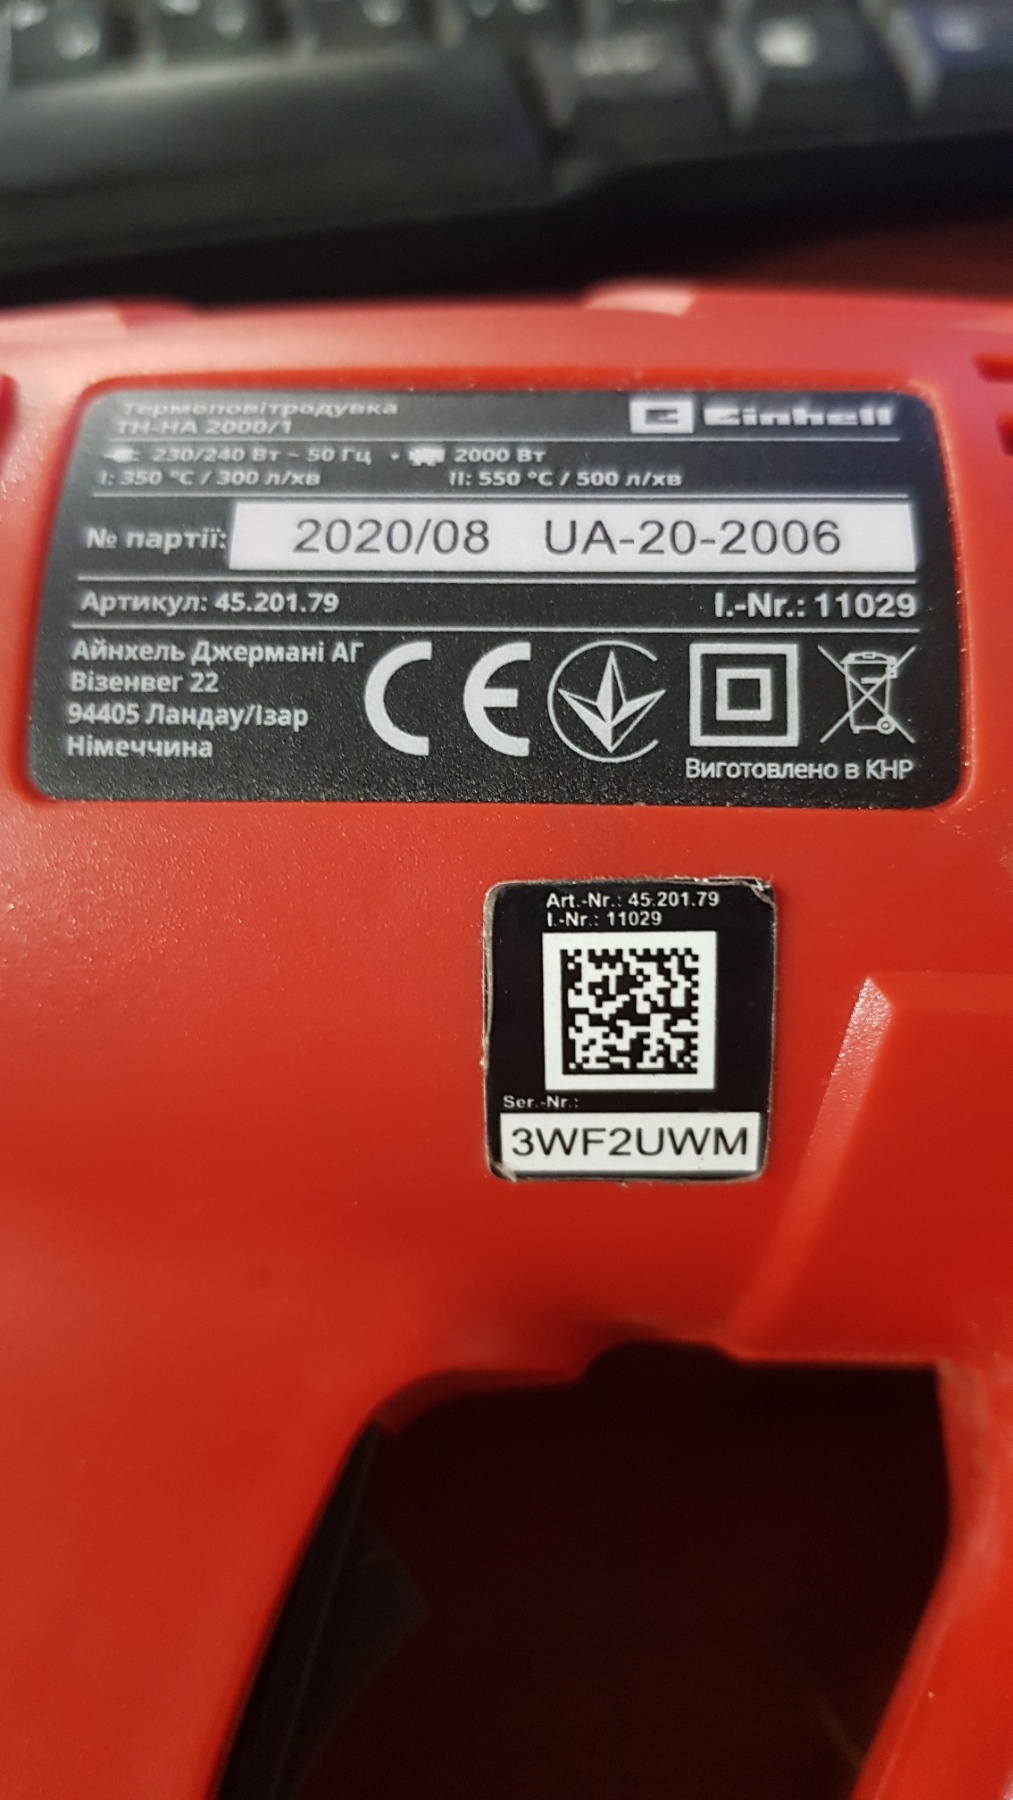 Термоповітродувка
TH-HA 2000/1
Einhell
230/240 Вт ~ 50 Гц • 2000 Вт
I: 350 °C / 300 л/хв II: 550 °C / 500 л/хв
№ партії: 2020/08 UA-20-2006
Артикул: 45.201.79 I.-Nr.: 11029
Айнхель Джермані АГ
Візенвег 22
94405 Ландау/Ізар
Німеччина
CE
Виготовлено в КНР
Art.-Nr.: 45.201.79
I.-Nr.: 11029
Ser.-Nr.:
3WF2UWM